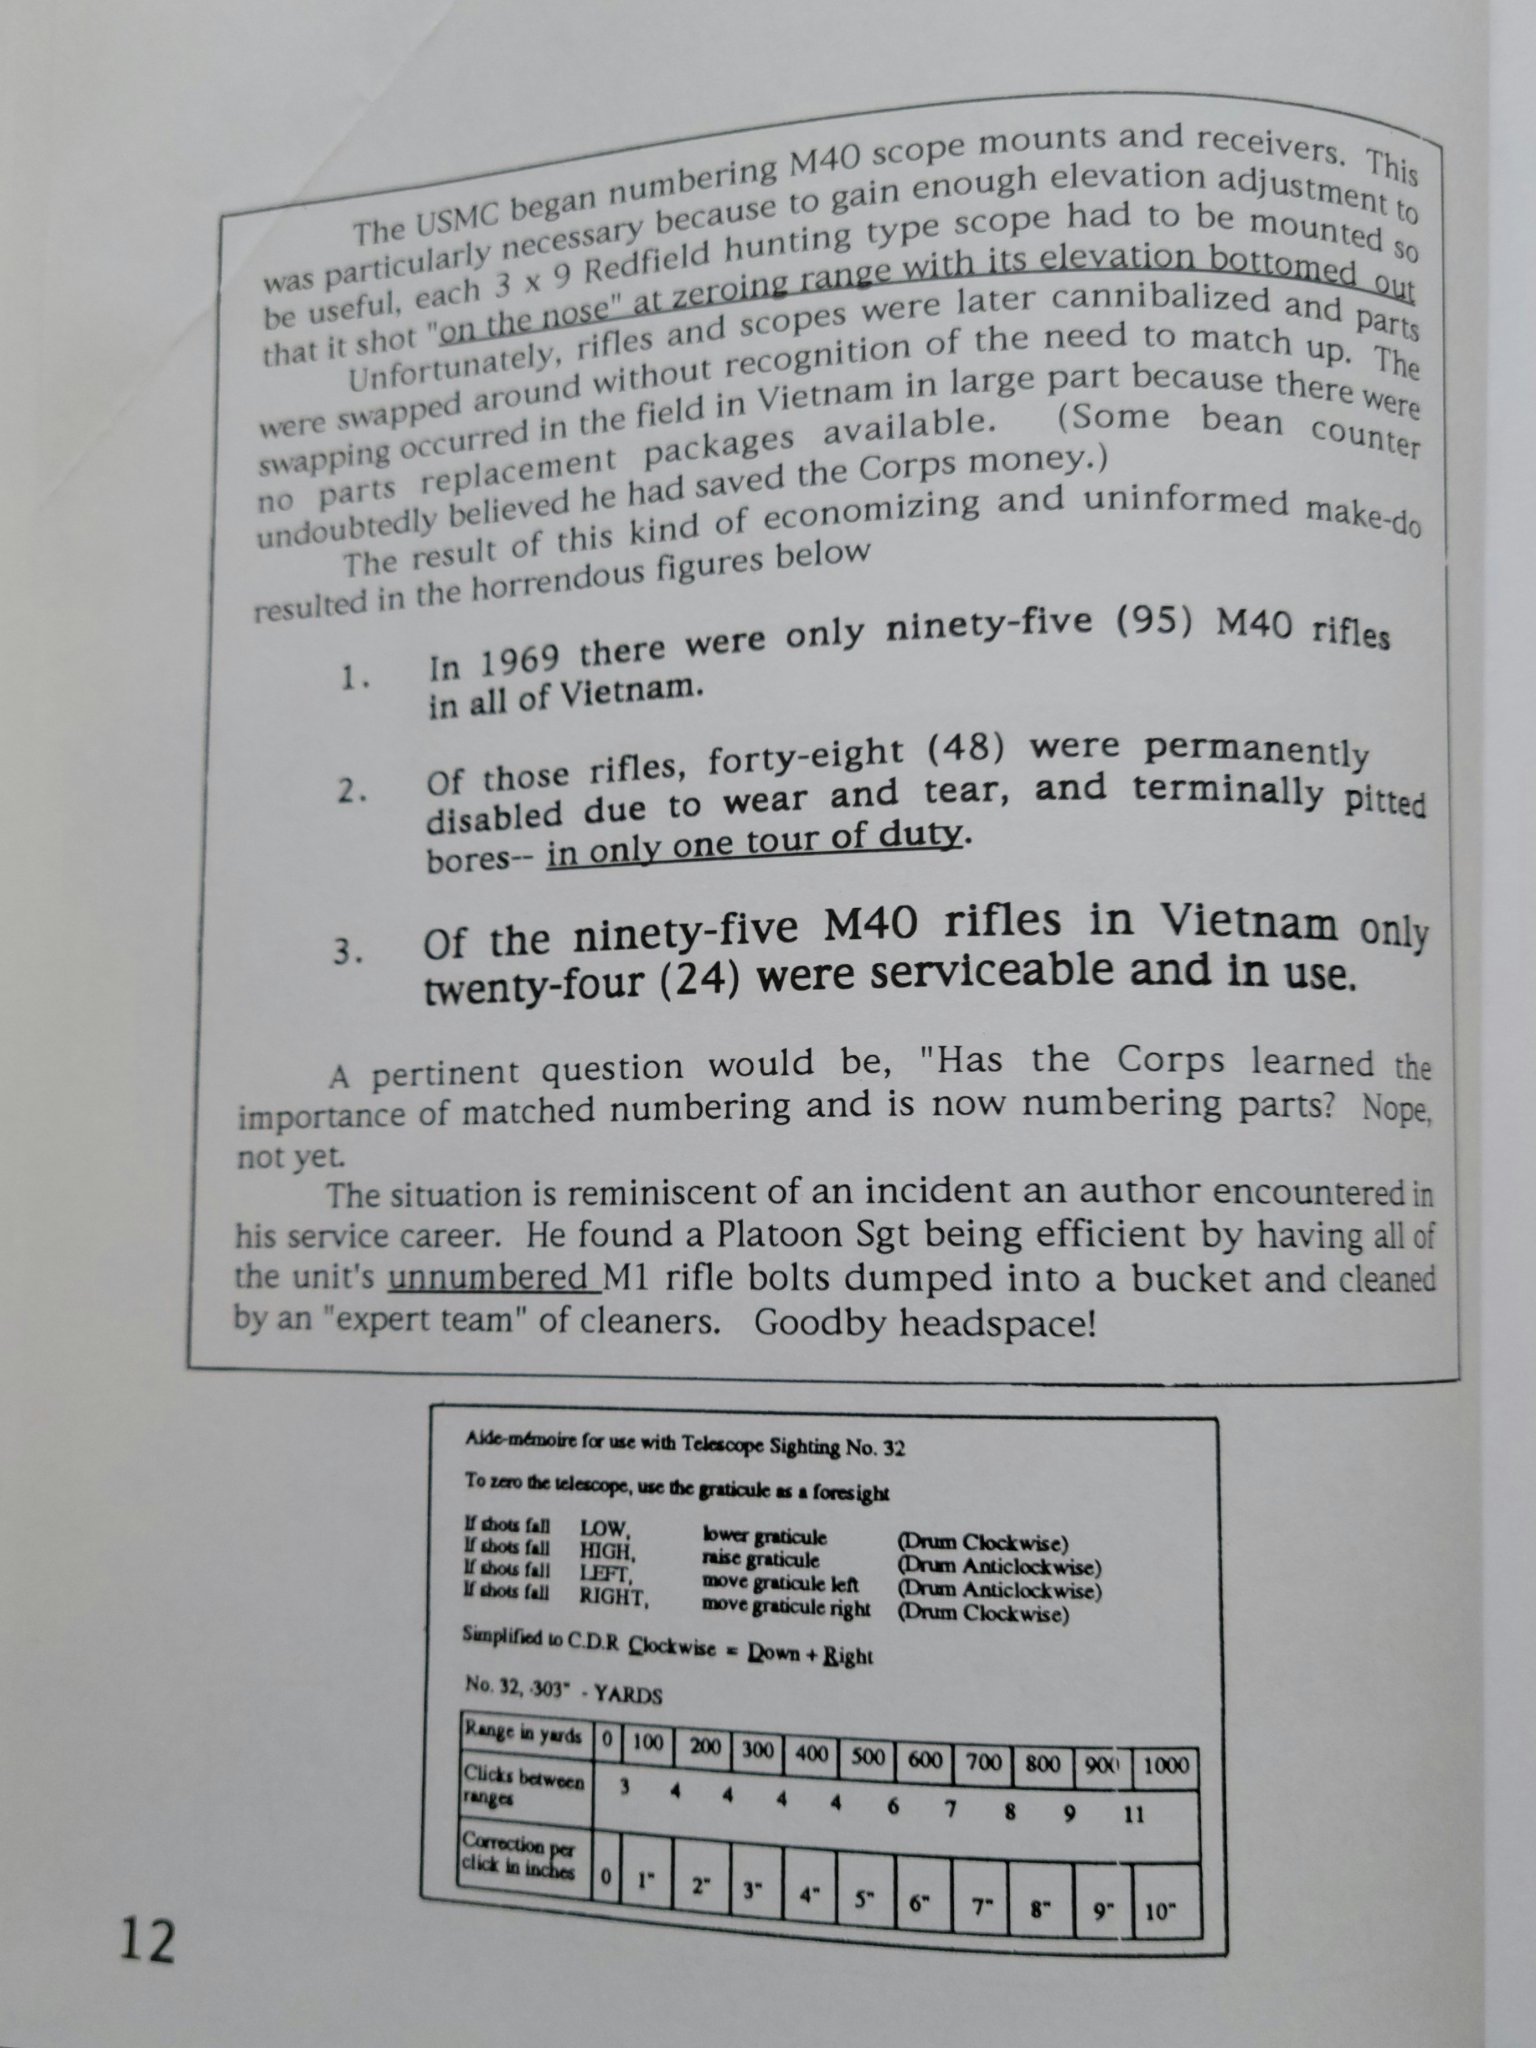 The USMC began numbering M40 scope mounts and receivers. This
was particularly necessary because to gain enough elevation adjustment to
be useful, each 3 x 9 Redfield hunting type scope had to be mounted so
that it shot "on the nose" at zeroing range with its elevation bottomed out
Unfortunately, rifles and scopes were later cannibalized and parts
were swapped around without recognition of the need to match up. The
swapping occurred in the field in Vietnam in large part because there were
no parts replacement packages available. (Some bean counter
undoubtedly believed he had saved the Corps money.)
The result of this kind of economizing and uninformed make-do
resulted in the horrendous figures below
1. In 1969 there were only ninety-five (95) M40 rifles
in all of Vietnam.
2. Of those rifles, forty-eight (48) were permanently
disabled due to wear and tear, and terminally pitted
bores-- in only one tour of duty.
3. Of the ninety-five M40 rifles in Vietnam only
twenty-four (24) were serviceable and in use.
A pertinent question would be, "Has the Corps learned the
importance of matched numbering and is now numbering parts? Nope,
not yet.
The situation is reminiscent of an incident an author encountered in
his service career. He found a Platoon Sgt being efficient by having all of
the unit's unnumbered M1 rifle bolts dumped into a bucket and cleaned
by an "expert team" of cleaners. Goodby headspace!
Aide-mémoire for use with Telescope Sighting No. 32
To zero the telescope, use the graticule as a foresight
If shots fall LOW, lower graticule (Drum Clockwise)
If shots fall HIGH, raise graticule (Drum Anticlockwise)
If shots fall LEFT, move graticule left (Drum Anticlockwise)
If shots fall RIGHT, move graticule right (Drum Clockwise)
Simplified to C.D.R Clockwise = Down + Right
No. 32, .303" - YARDS
Range in yards 0 100 200 300 400 500 600 700 800 900 1000
Clicks between
ranges 3 4 4 4 4 6 7 8 9 11
Correction per
click in inches 0 1" 2" 3" 4" 5" 6" 7" 8" 9" 10"
12